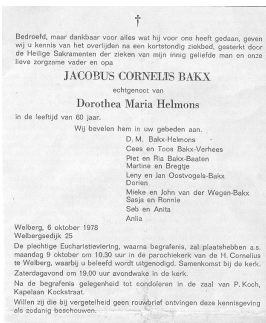 Bedroefd, maar dankbaar voor alles wat hij voor ons heeft gedaan, geven
wij u kennis van het overlijden na een kortstondig ziekbed, gesterkt door
de Heilige Sakramenten der zieken van mijn innig geliefde man en onze
lieve zorgzame vader en opa
JACOBUS CORNELIS BAKX
echtgenoot van
Dorothea Maria Helmons
in de leeftijd van 60 jaar.
Wij bevelen hem in uw gebeden aan.
D. M. Bakx-Helmons
Cees en Toos Bakx-Verhees
Piet en Ria Bakx-Baaten
Martine en Bregtje
Leny en Jan Oostvogels-Bakx
Dorien
Mieke en John van der Wegen-Bakx
Sasja en Ronnie
Seb en Anita
Anita
Welberg, 6 oktober 1978
Welbergsedijk 25
De plechtige Eucharistieviering, waarna begrafenis, zal plaatshebben a.s.
maandag 9 oktober om 10.30 uur in de parochiekerk van de H. Cornelius
te Welberg, waarbij u beleefd wordt uitgenodigd. Samenkomst bij de kerk.
Zaterdagavond om 19.00 uur avondwake in de kerk.
Na de begrafenis gelegenheid tot condoleren in de zaal van P. Koch,
Kapelaan Kockstraat.
Willen zij die bij vergetelheid geen rouwbrief ontvingen deze kennisgeving
als zodanig beschouwen.